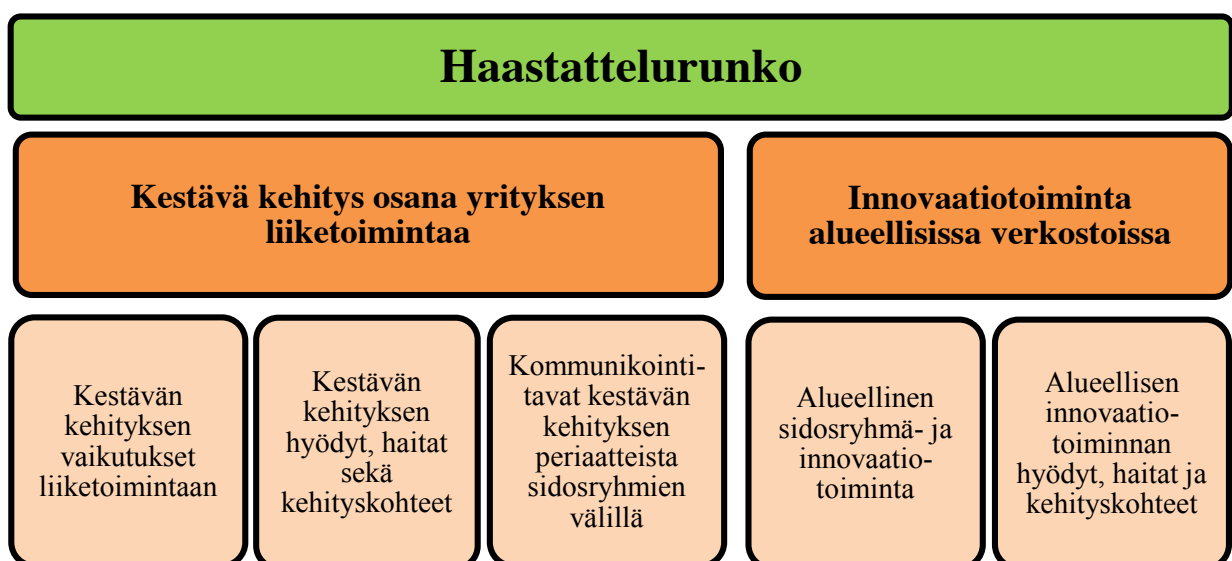 Haastattelurunko
Kestävä kehitys osana yrityksen
liiketoimintaa
Innovaatiotoiminta
alueellisissa verkostoissa
Kestävän
kehityksen
vaikutukset
liiketoimintaan
Kestävän
kehityksen
hyödyt, haitat
sekä
kehityskohteet
Kommunikointi-
tavat kestävän
kehityksen
periaatteista
sidosryhmien
välillä
Alueellinen
sidosryhmä- ja
innovaatio-
toiminta
Alueellisen
innovaatio-
toiminnan
hyödyt, haitat ja
kehityskohteet